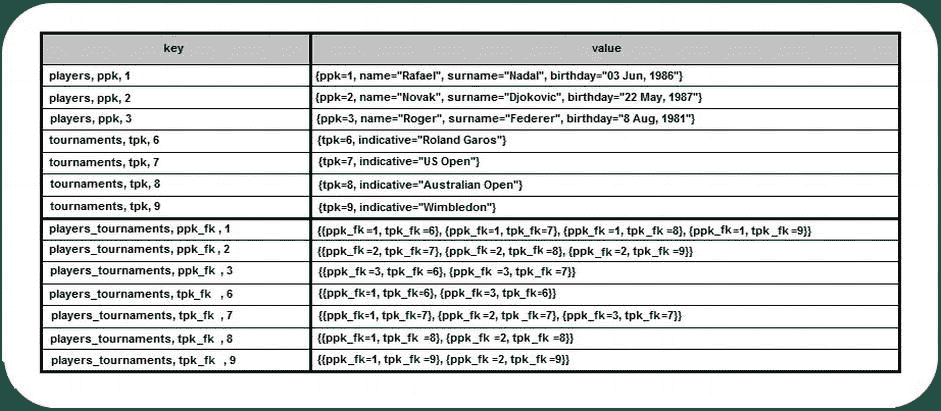 key value
players, ppk, 1 {ppk=1, name="Rafael", surname="Nadal", birthday="03 Jun, 1986"}
players, ppk, 2 {ppk=2, name="Novak", surname="Djokovic", birthday="22 May, 1987"}
players, ppk, 3 {ppk=3, name="Roger", surname="Federer", birthday="8 Aug, 1981"}
tournaments, tpk, 6 {tpk=6, indicative="Roland Garos"}
tournaments, tpk, 7 {tpk=7, indicative="US Open"}
tournaments, tpk, 8 {tpk=8, indicative="Australian Open"}
tournaments, tpk, 9 {tpk=9, indicative="Wimbledon"}
players_tournaments, ppk_fk , 1 {{ppk_fk =1, tpk_fk =6}, {ppk_fk=1, tpk_fk=7}, {ppk_fk =1, tpk_fk =8}, {ppk_fk=1, tpk_fk =9}}
players_tournaments, ppk_fk , 2 {{ppk_fk =2, tpk_fk =7}, {ppk_fk =2, tpk_fk =8}, {ppk_fk =2, tpk_fk =9}}
players_tournaments, ppk_fk , 3 {{ppk_fk =3, tpk_fk =6}, {ppk_fk =3, tpk_fk =7}}
players_tournaments, tpk_fk , 6 {{ppk_fk=1, tpk_fk=6}, {ppk_fk=3, tpk_fk=6}}
players_tournaments, tpk_fk , 7 {{ppk_fk=1, tpk_fk=7}, {ppk_fk =2, tpk_fk =7}, {ppk_fk=3, tpk_fk=7}}
players_tournaments, tpk_fk , 8 {{ppk_fk=1, tpk_fk =8}, {ppk_fk =2, tpk_fk =8}}
players_tournaments, tpk_fk , 9 {{ppk_fk=1, tpk_fk =9}, {ppk_fk =2, tpk_fk =9}}